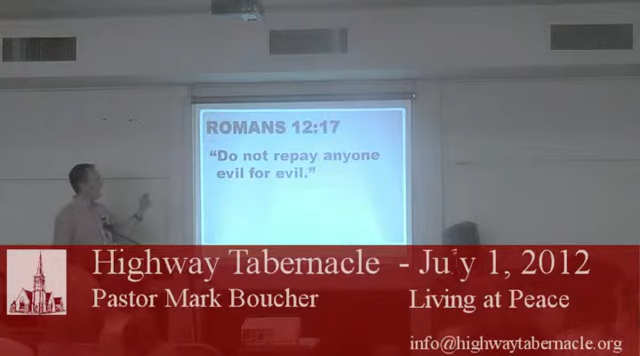 ROMANS 12:17
“Do not repay anyone
evil for evil.”
Highway Tabernacle - July 1, 2012
Pastor Mark Boucher
Living at Peace
info@highwaytabernacle.org